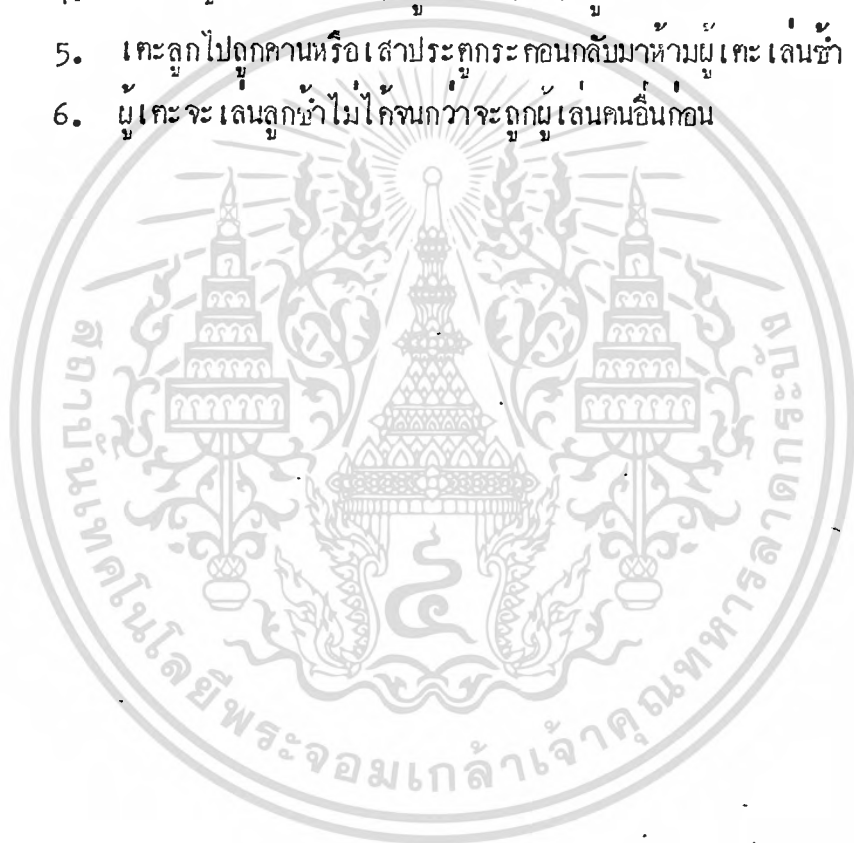 5. เตะลูกไปถูกคานหรือเสาประตูกระดอนกลับมาห้ามผู้เตะเล่นซ้ำ
6. ผู้เตะจะเล่นลูกซ้ำไม่ได้จนกว่าจะถูกผู้เล่นคนอื่นก่อน
สถาบันเทคโนโลยีพระจอมเกล้าเจ้าคุณทหารลาดกระบัง